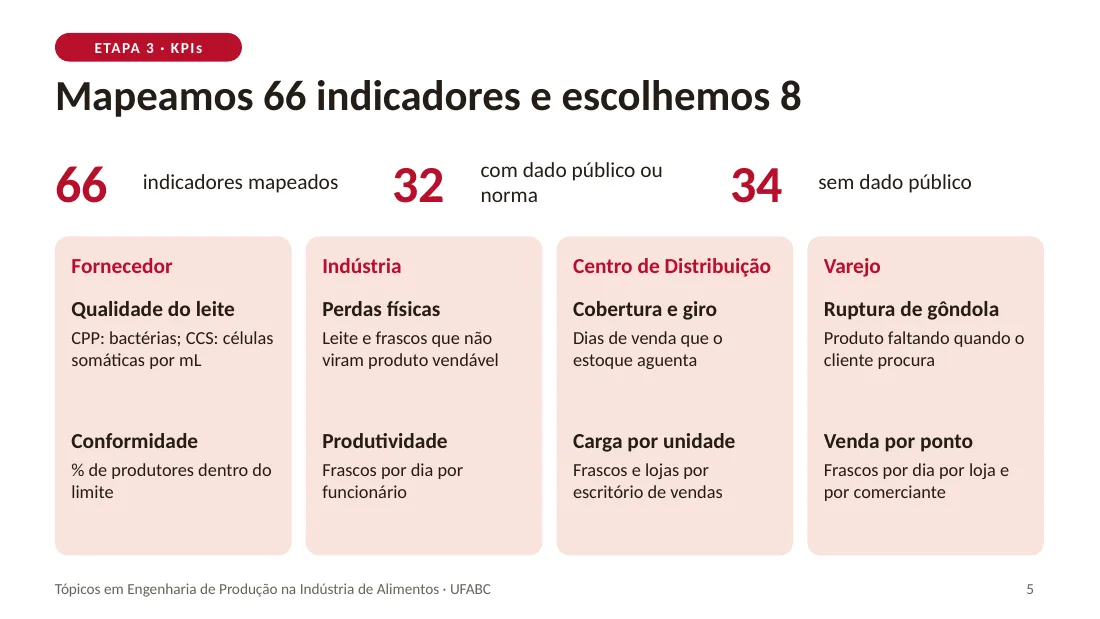 ETAPA 3 · KPIs
Mapeamos 66 indicadores e escolhemos 8
66
indicadores mapeados
32
com dado público ou
norma
34
sem dado público
Fornecedor
Qualidade do leite
CPP: bactérias; CCS: células
somáticas por mL
Conformidade
% de produtores dentro do
limite
Indústria
Perdas físicas
Leite e frascos que não
viram produto vendável
Produtividade
Frascos por dia por
funcionário
Centro de Distribuição
Cobertura e giro
Dias de venda que o
estoque aguenta
Carga por unidade
Frascos e lojas por
escritório de vendas
Varejo
Ruptura de gôndola
Produto faltando quando o
cliente procura
Venda por ponto
Frascos por dia por loja e
por comerciante
Tópicos em Engenharia de Produção na Indústria de Alimentos · UFABC
5